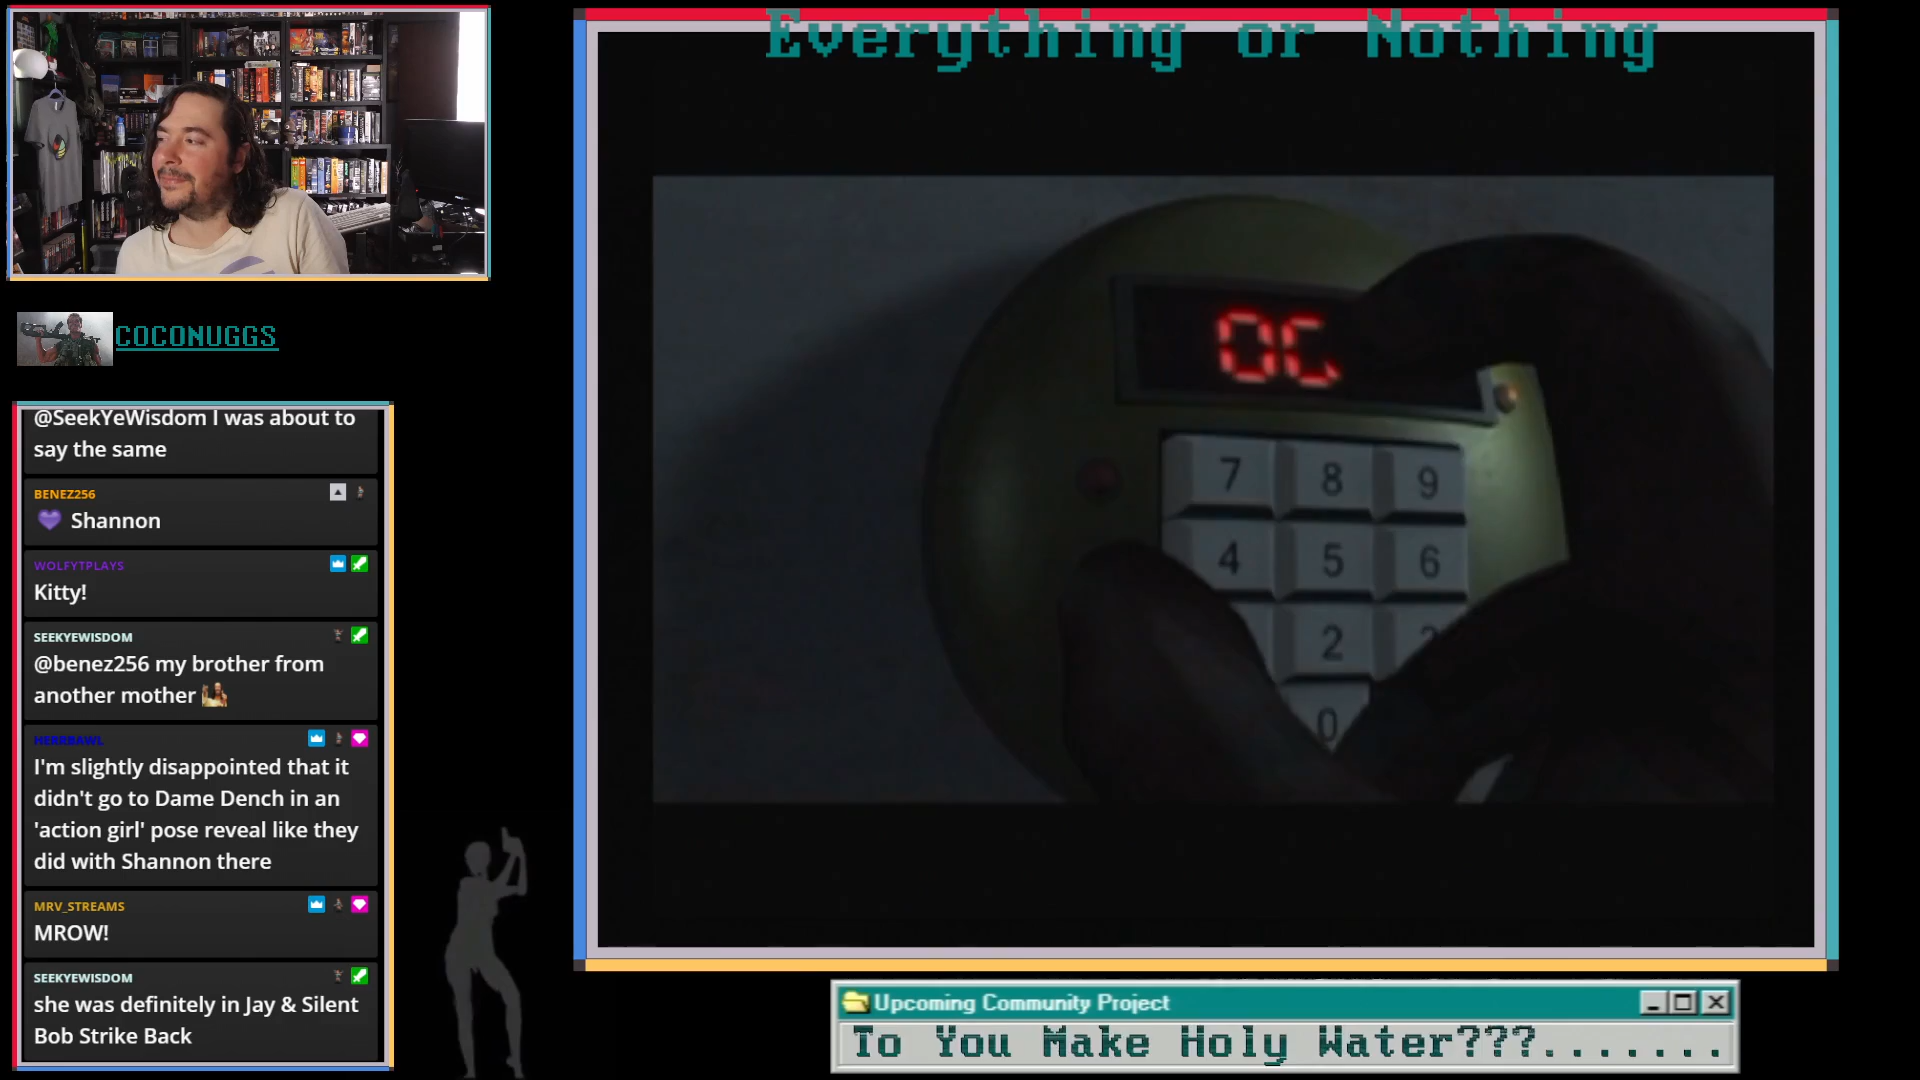 Everything or Nothing
COCONUGGS
@SeekYeWisdom I was about to
say the same
BENEZ256
Shannon
WOLFYTPLAYS
Kitty!
SEEKYEWISDOM
@benez256 my brother from
another mother
HERRBAWL
I'm slightly disappointed that it
didn't go to Dame Dench in an
'action girl' pose reveal like they
did with Shannon there
MRV_STREAMS
MROW!
SEEKYEWISDOM
she was definitely in Jay & Silent
Bob Strike Back
7 8 9
4 5 6
2
0
Upcoming Community Project
To You Make Holy Water???.......